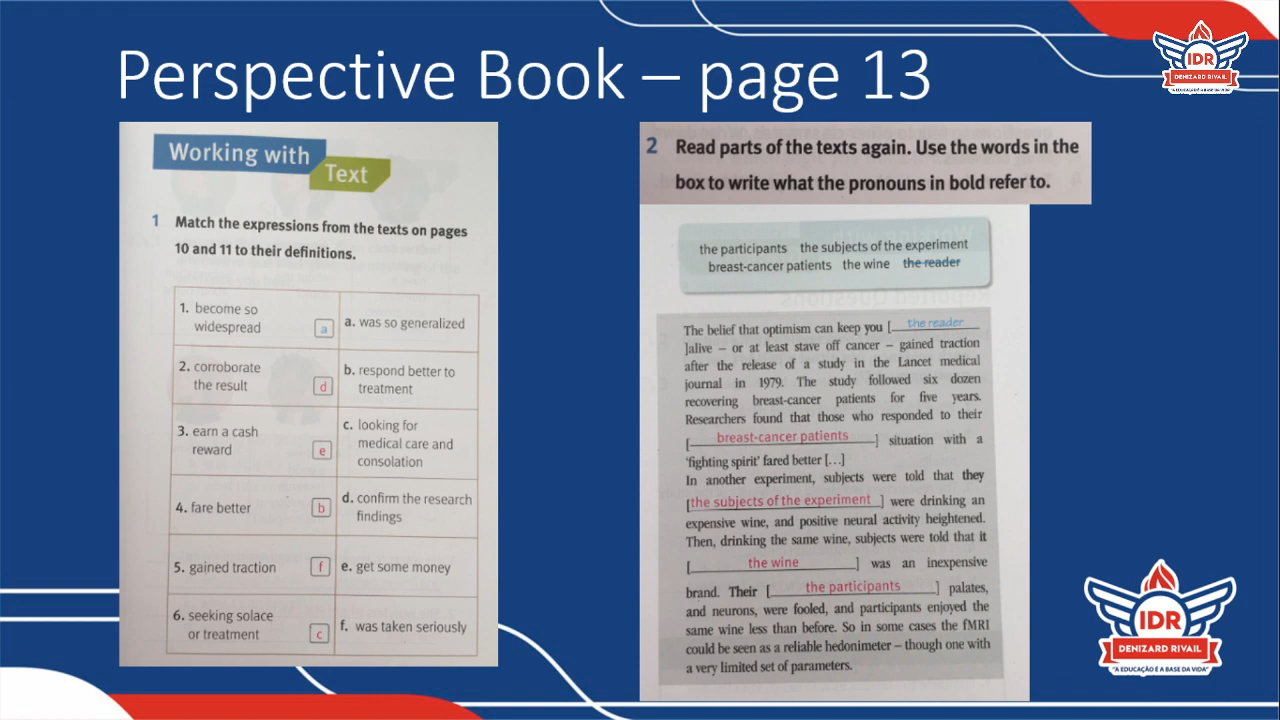 Perspective Book – page 13
IDR
DENIZARD RIVAIL
"A EDUCAÇÃO É A BASE DA VIDA"
Working with
Text
1 Match the expressions from the texts on pages
10 and 11 to their definitions.
1. become so
widespread
a
a. was so generalized
2. corroborate
the result
d
b. respond better to
treatment
3. earn a cash
reward
e
c. looking for
medical care and
consolation
4. fare better
b
d. confirm the research
findings
5. gained traction
f
e. get some money
6. seeking solace
or treatment
c
f. was taken seriously
2 Read parts of the texts again. Use the words in the
box to write what the pronouns in bold refer to.
the participants the subjects of the experiment
breast-cancer patients the wine the reader
The belief that optimism can keep you [ the reader
]alive – or at least stave off cancer – gained traction
after the release of a study in the Lancet medical
journal in 1979. The study followed six dozen
recovering breast-cancer patients for five years.
Researchers found that those who responded to their
[ breast-cancer patients ] situation with a
'fighting spirit' fared better [...]
In another experiment, subjects were told that they
[the subjects of the experiment ] were drinking an
expensive wine, and positive neural activity heightened.
Then, drinking the same wine, subjects were told that it
[ the wine ] was an inexpensive
brand. Their [ the participants ] palates,
and neurons, were fooled, and participants enjoyed the
same wine less than before. So in some cases the fMRI
could be seen as a reliable hedonimeter – though one with
a very limited set of parameters.
IDR
DENIZARD RIVAIL
"A EDUCAÇÃO É A BASE DA VIDA"